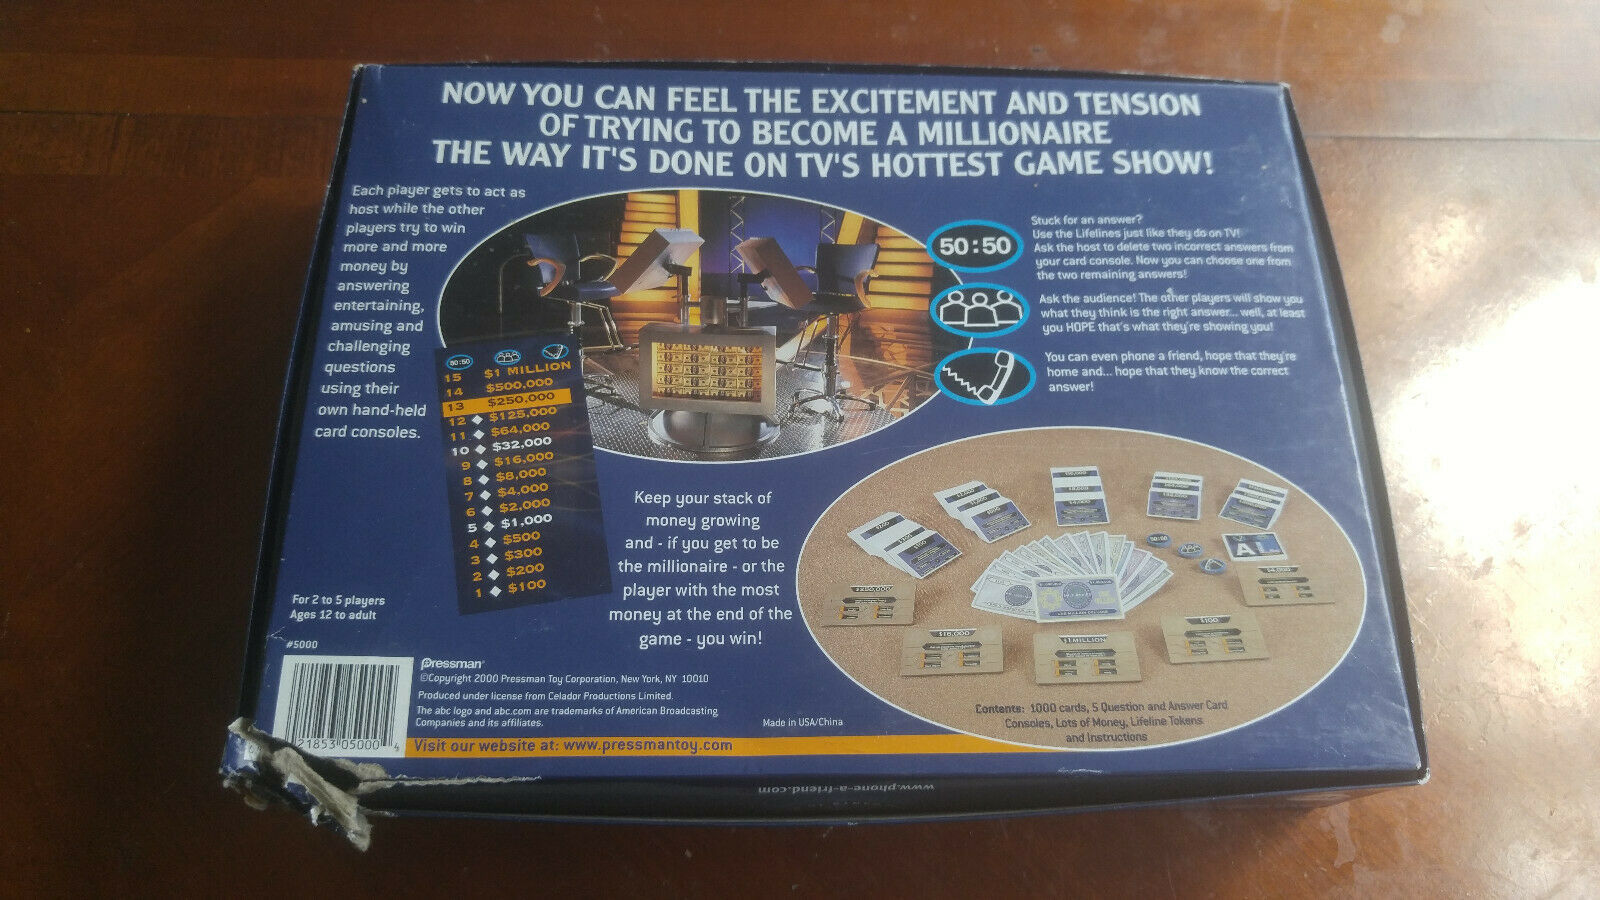 NOW YOU CAN FEEL THE EXCITEMENT AND TENSION
OF TRYING TO BECOME A MILLIONAIRE
THE WAY IT'S DONE ON TV'S HOTTEST GAME SHOW!
Each player gets to act as
host while the other
players try to win
more and more
money by
answering
entertaining,
amusing and
challenging
questions
using their
own hand-held
card consoles.
50:50
Stuck for an answer?
Use the Lifelines just like they do on TV!
Ask the host to delete two incorrect answers from
your card console. Now you can choose one from
the two remaining answers!
Ask the audience! The other players will show you
what they think is the right answer... well, at least
you HOPE that's what they're showing you!
You can even phone a friend, hope that they're
home and... hope that they know the correct
answer!
50:50
15 $1 MILLION
14 $500,000
13 $250,000
12 ◆ $125,000
11 ◆ $64,000
10 ◆ $32,000
9 ◆ $16,000
8 ◆ $8,000
7 ◆ $4,000
6 ◆ $2,000
5 ◆ $1,000
4 ◆ $500
3 ◆ $300
2 ◆ $200
1 ◆ $100
Keep your stack of
money growing
and - if you get to be
the millionaire - or the
player with the most
money at the end of the
game - you win!
50:50
$4,000
$16,000
$1 MILLION
$100
Contents: 1000 cards, 5 Question and Answer Card
Consoles, Lots of Money, Lifeline Tokens
and Instructions
For 2 to 5 players
Ages 12 to adult
#5000
21853 05000 4
Pressman®
©Copyright 2000 Pressman Toy Corporation, New York, NY 10010
Produced under license from Celador Productions Limited.
The abc logo and abc.com are trademarks of American Broadcasting
Companies and its affiliates.
Made in USA/China
Visit our website at: www.pressmantoy.com
www.phone-a-friend.com